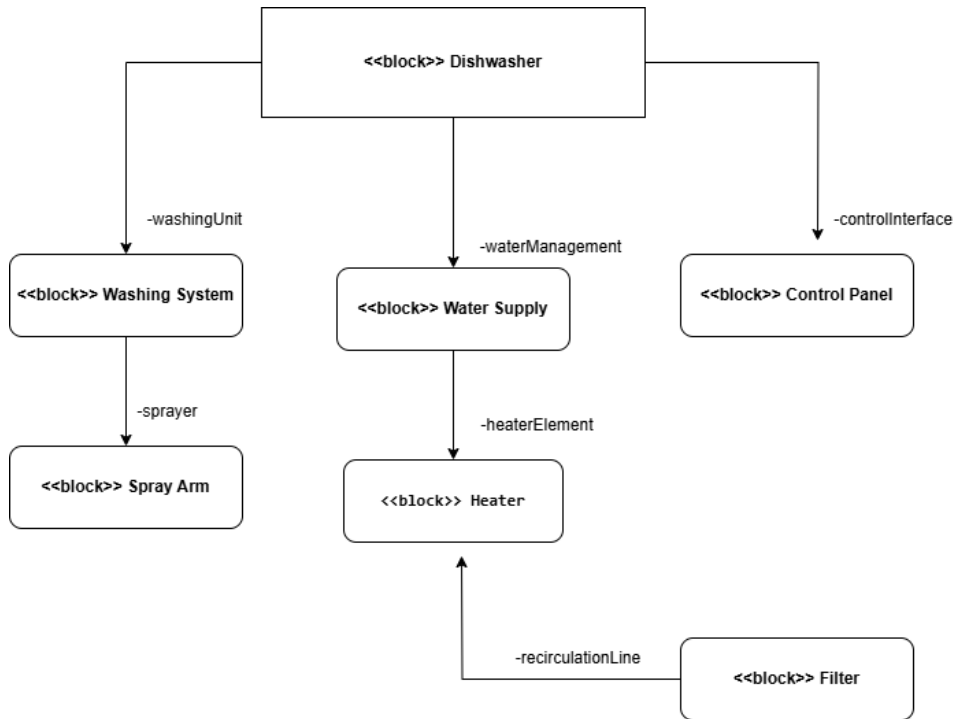 <<block>> Dishwasher
-washingUnit
-waterManagement
-controlInterface
<<block>> Washing System
<<block>> Water Supply
<<block>> Control Panel
-sprayer
-heaterElement
<<block>> Spray Arm
<<block>> Heater
-recirculationLine
<<block>> Filter